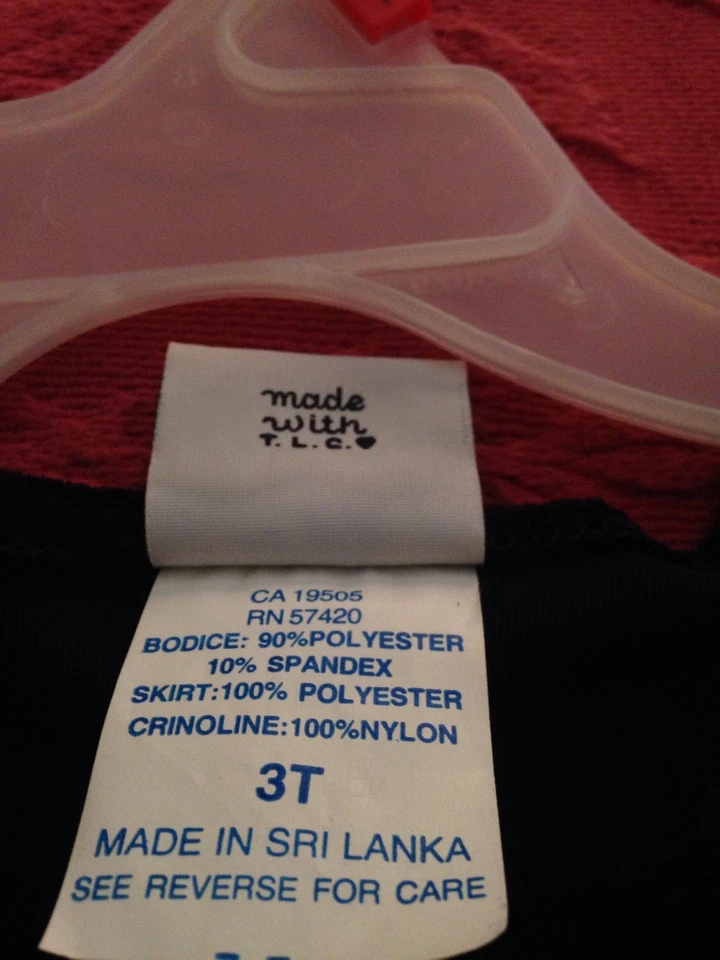 made
with
T. L. C.♥
CA 19505
RN 57420
BODICE: 90%POLYESTER
10% SPANDEX
SKIRT:100% POLYESTER
CRINOLINE:100%NYLON
3T
MADE IN SRI LANKA
SEE REVERSE FOR CARE